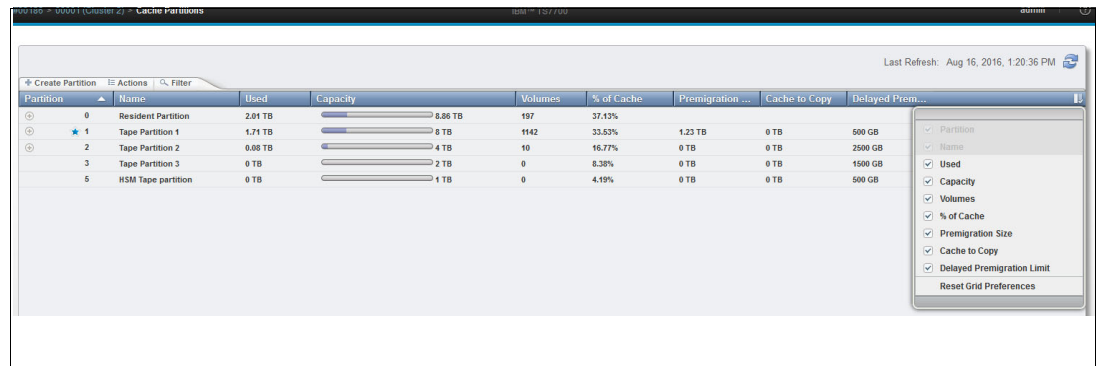 #00186 > 00001 (Cluster 2) > Cache Partitions IBM™ TS7700 admin ?
Last Refresh: Aug 16, 2016, 1:20:36 PM
Create Partition Actions Filter
Partition Name Used Capacity Volumes % of Cache Premigration ... Cache to Copy Delayed Prem...
0 Resident Partition 2.01 TB 8.86 TB 197 37.13%
1 Tape Partition 1 1.71 TB 8 TB 1142 33.53% 1.23 TB 0 TB 500 GB
2 Tape Partition 2 0.08 TB 4 TB 10 16.77% 0 TB 0 TB 2500 GB
3 Tape Partition 3 0 TB 2 TB 0 8.38% 0 TB 0 TB 1500 GB
5 HSM Tape partition 0 TB 1 TB 0 4.19% 0 TB 0 TB 500 GB
Partition
Name
Used
Capacity
Volumes
% of Cache
Premigration Size
Cache to Copy
Delayed Premigration Limit
Reset Grid Preferences